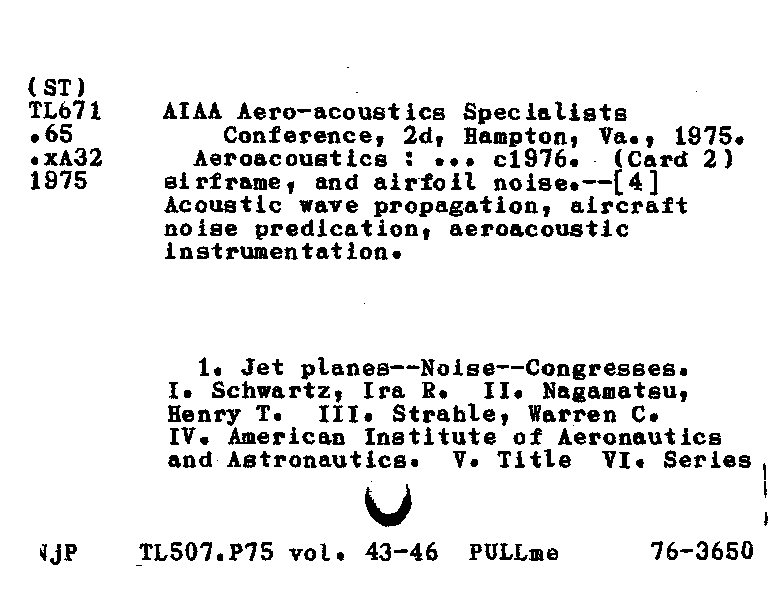 (ST)
TL671 AIAA Aero-acoustics Specialists
.65 Conference, 2d, Hampton, Va., 1975.
.xA32 Aeroacoustics : ... c1976. (Card 2)
1975 airframe, and airfoil noise.--[4]
Acoustic wave propagation, aircraft
noise predication, aeroacoustic
instrumentation.
1. Jet planes--Noise--Congresses.
I. Schwartz, Ira R. II. Nagamatsu,
Henry T. III. Strahle, Warren C.
IV. American Institute of Aeronautics
and Astronautics. V. Title VI. Series
NjP TL507.P75 vol. 43-46 PULLme 76-3650